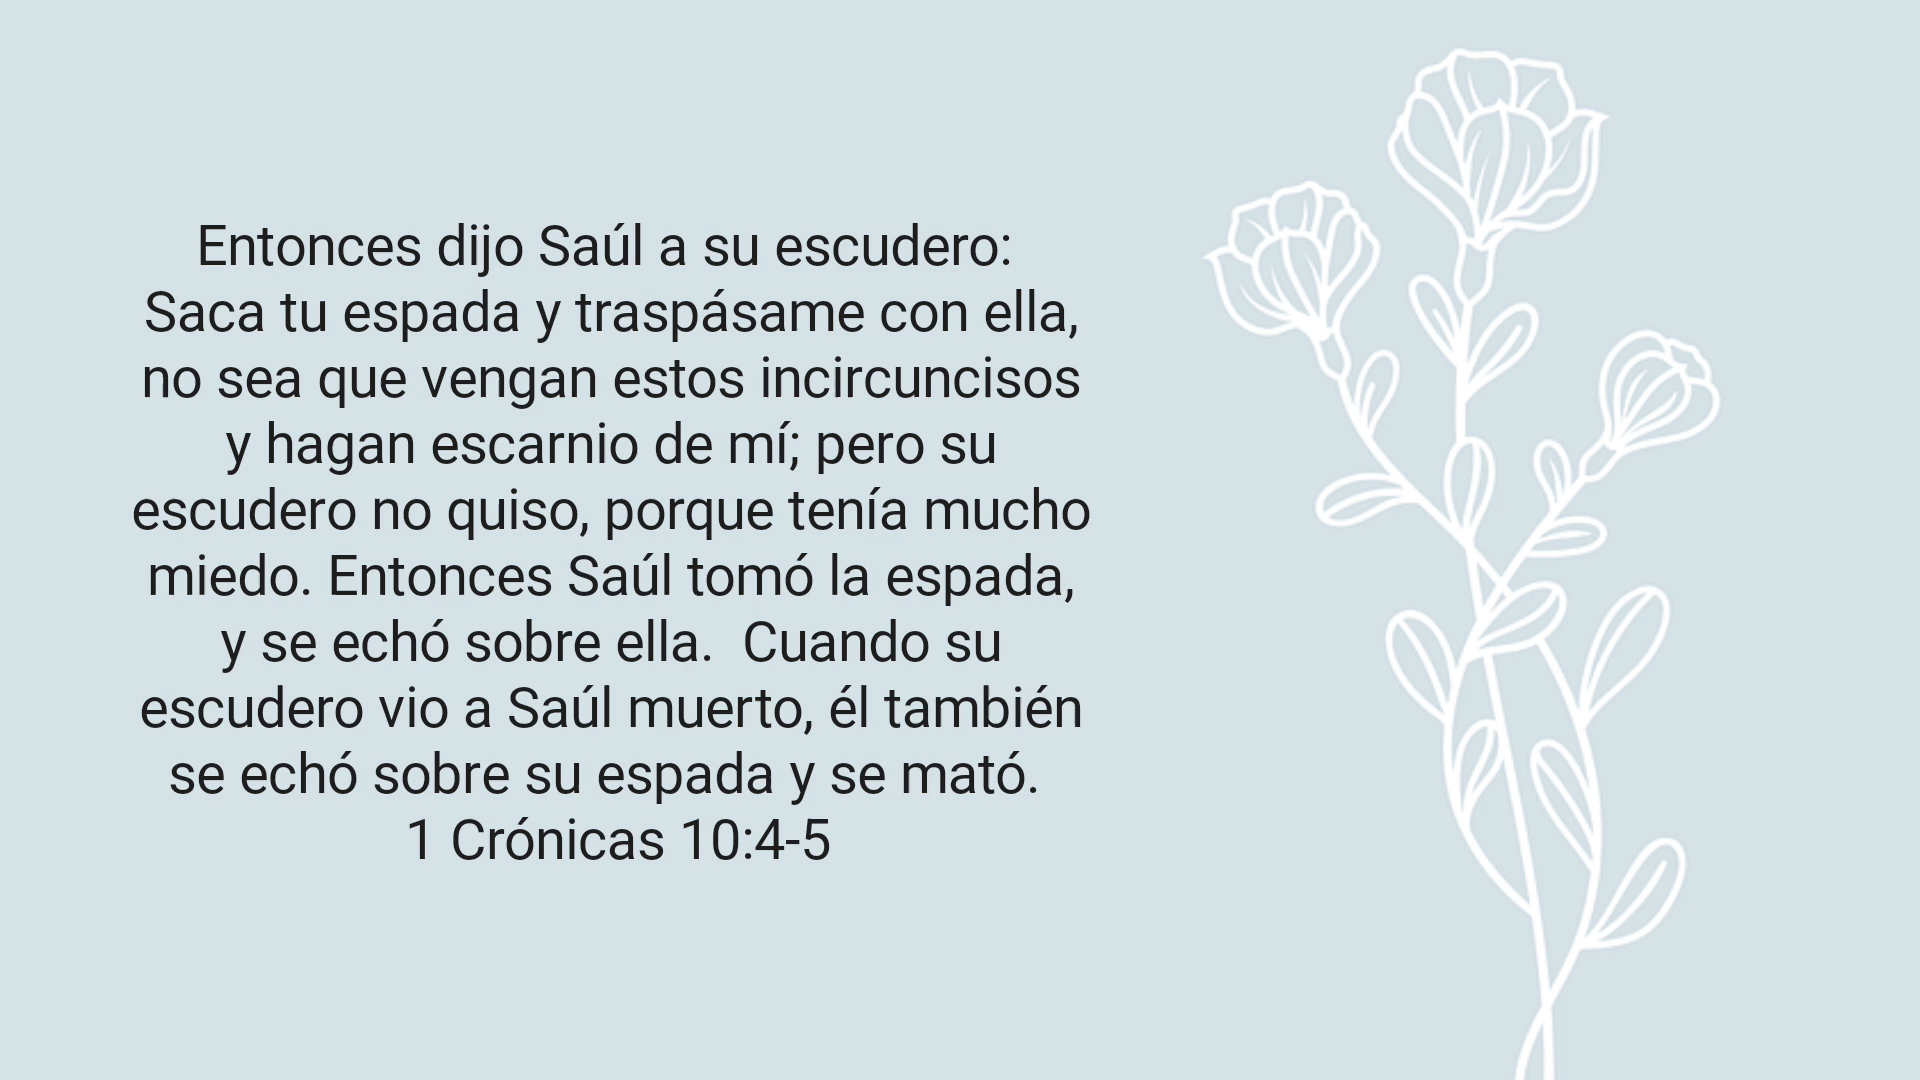 Entonces dijo Saúl a su escudero:
Saca tu espada y traspásame con ella,
no sea que vengan estos incircuncisos
y hagan escarnio de mí; pero su
escudero no quiso, porque tenía mucho
miedo. Entonces Saúl tomó la espada,
y se echó sobre ella.  Cuando su
escudero vio a Saúl muerto, él también
se echó sobre su espada y se mató.
1 Crónicas 10:4-5